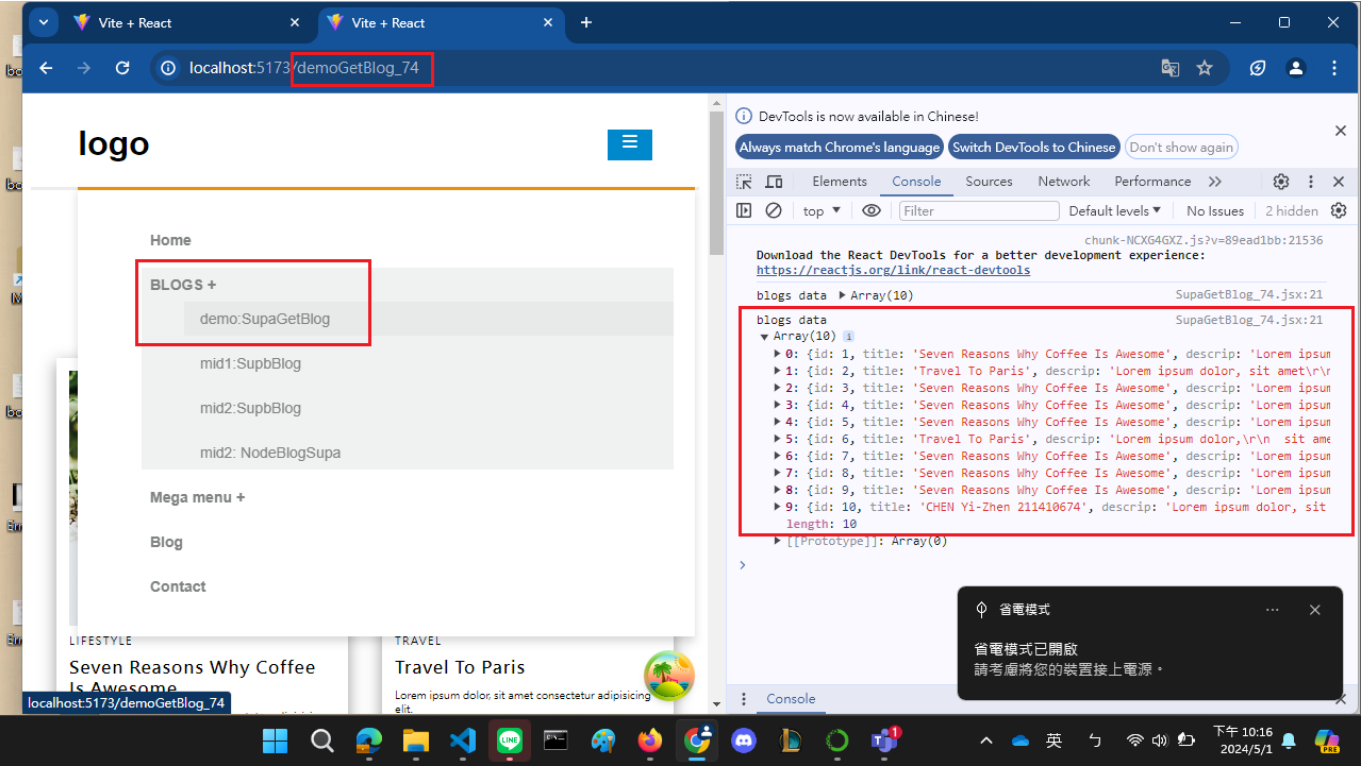 Vite + React
Vite + React
localhost:5173/demoGetBlog_74
logo
Home
BLOGS +
demo:SupaGetBlog
mid1:SupbBlog
mid2:SupbBlog
mid2: NodeBlogSupa
Mega menu +
Blog
Contact
LIFESTYLE
Seven Reasons Why Coffee
Is Awesome
TRAVEL
Travel To Paris
Lorem ipsum dolor, sit amet consectetur adipisicing
elit.
localhost:5173/demoGetBlog_74
DevTools is now available in Chinese!
Always match Chrome's language Switch DevTools to Chinese Don't show again
Elements Console Sources Network Performance
top ▼ Filter Default levels ▼ No Issues 2 hidden
chunk-NCXG4GXZ.js?v=89ead1bb:21536
Download the React DevTools for a better development experience:
https://reactjs.org/link/react-devtools
blogs data ▶ Array(10) SupaGetBlog_74.jsx:21
blogs data SupaGetBlog_74.jsx:21
▼ Array(10) i
▶ 0: {id: 1, title: 'Seven Reasons Why Coffee Is Awesome', descrip: 'Lorem ipsum
▶ 1: {id: 2, title: 'Travel To Paris', descrip: 'Lorem ipsum dolor, sit amet\r\n
▶ 2: {id: 3, title: 'Seven Reasons Why Coffee Is Awesome', descrip: 'Lorem ipsum
▶ 3: {id: 4, title: 'Seven Reasons Why Coffee Is Awesome', descrip: 'Lorem ipsum
▶ 4: {id: 5, title: 'Seven Reasons Why Coffee Is Awesome', descrip: 'Lorem ipsum
▶ 5: {id: 6, title: 'Travel To Paris', descrip: 'Lorem ipsum dolor,\r\n sit ame
▶ 6: {id: 7, title: 'Seven Reasons Why Coffee Is Awesome', descrip: 'Lorem ipsum
▶ 7: {id: 8, title: 'Seven Reasons Why Coffee Is Awesome', descrip: 'Lorem ipsum
▶ 8: {id: 9, title: 'Seven Reasons Why Coffee Is Awesome', descrip: 'Lorem ipsum
▶ 9: {id: 10, title: 'CHEN Yi-Zhen 211410674', descrip: 'Lorem ipsum dolor, sit
length: 10
▶ [[Prototype]]: Array(0)
省電模式
省電模式已開啟
請考慮將您的裝置接上電源。
Console
LINE
1
英
ㄅ
下午 10:16
2024/5/1
PRE